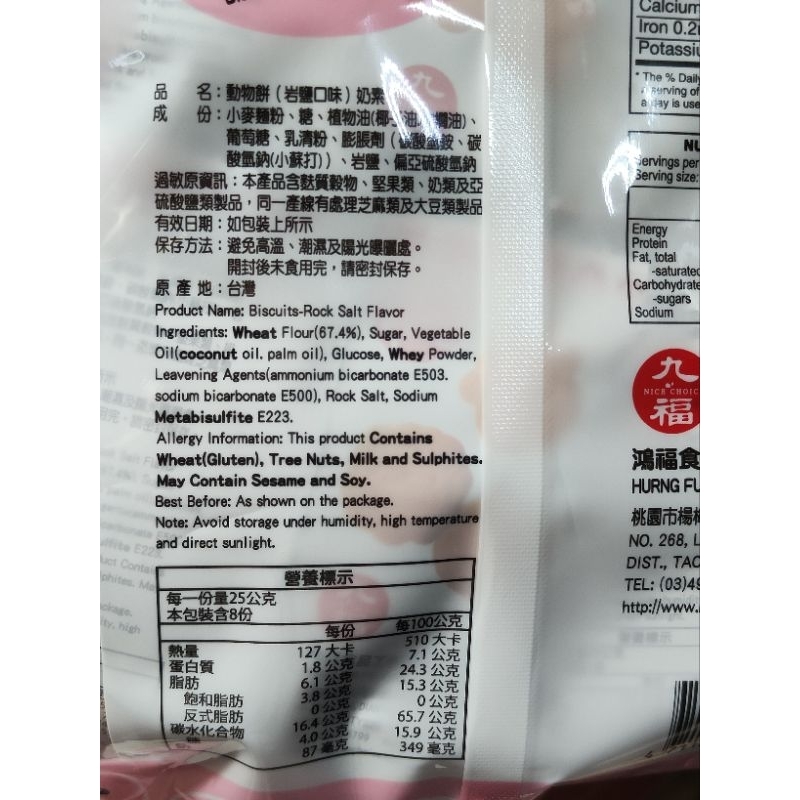 品 名：動物餅（岩鹽口味）奶素
成 份：小麥麵粉、糖、植物油(椰子油、
葡萄糖、乳清粉、膨脹劑（碳酸氫銨、碳
酸氫鈉(小蘇打)）、岩鹽、偏亞硫酸氫鈉
過敏原資訊：本產品含麩質穀物、堅果類、奶類及亞
硫酸鹽類製品，同一產線有處理芝麻類及大豆類製品
有效日期：如包裝上所示
保存方法：避免高溫、潮濕及陽光曝曬處。
開封後未食用完，請密封保存。
原 產 地：台灣
Product Name: Biscuits-Rock Salt Flavor
Ingredients: Wheat Flour(67.4%), Sugar, Vegetable
Oil(coconut oil. palm oil), Glucose, Whey Powder,
Leavening Agents(ammonium bicarbonate E503.
sodium bicarbonate E500), Rock Salt, Sodium
Metabisulfite E223.
Allergy Information: This product Contains
Wheat(Gluten), Tree Nuts, Milk and Sulphites.
May Contain Sesame and Soy.
Best Before: As shown on the package.
Note: Avoid storage under humidity, high temperature
and direct sunlight.
營養標示
每一份量25公克
本包裝含8份
每份 每100公克
熱量 127 大卡 510 大卡
蛋白質 1.8 公克 7.1 公克
脂肪 6.1 公克 24.3 公克
飽和脂肪 3.8 公克 15.3 公克
反式脂肪 0 公克 0 公克
碳水化合物 16.4 公克 65.7 公克
4.0 公克 15.9 公克
87 毫克 349 毫克
Calcium
Iron 0.2
Potassi
* The % Daily
serving of
a day is use
NU
Servings per
Serving size:
Energy
Protein
Fat, total
-saturated
Carbohydrate
-sugars
Sodium
九
NICE CHOIC
福
鴻福食
HURNG FU
桃園市楊梅
NO. 268, L
DIST., TAO
TEL: (03)4
http://www.